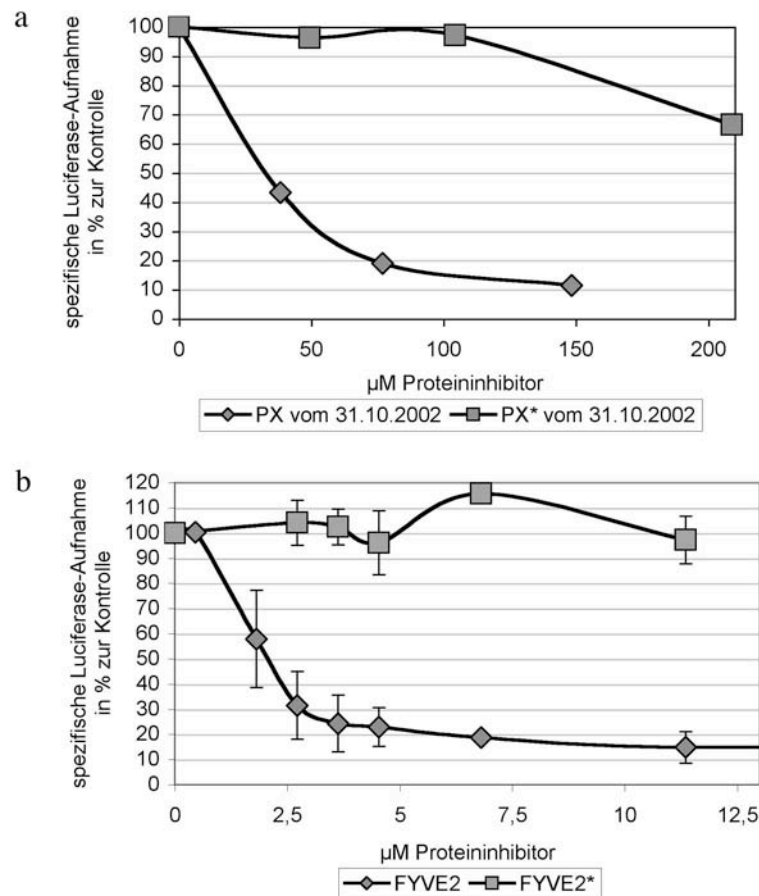 a
spezifische Luciferase-Aufnahme
in % zur Kontrolle
100
90
80
70
60
50
40
30
20
10
0
0 50 100 150 200
µM Proteininhibitor
PX vom 31.10.2002 PX* vom 31.10.2002
b
spezifische Luciferase-Aufnahme
in % zur Kontrolle
120
110
100
90
80
70
60
50
40
30
20
10
0
0 2,5 5 7,5 10 12,5
µM Proteininhibitor
FYVE2 FYVE2*